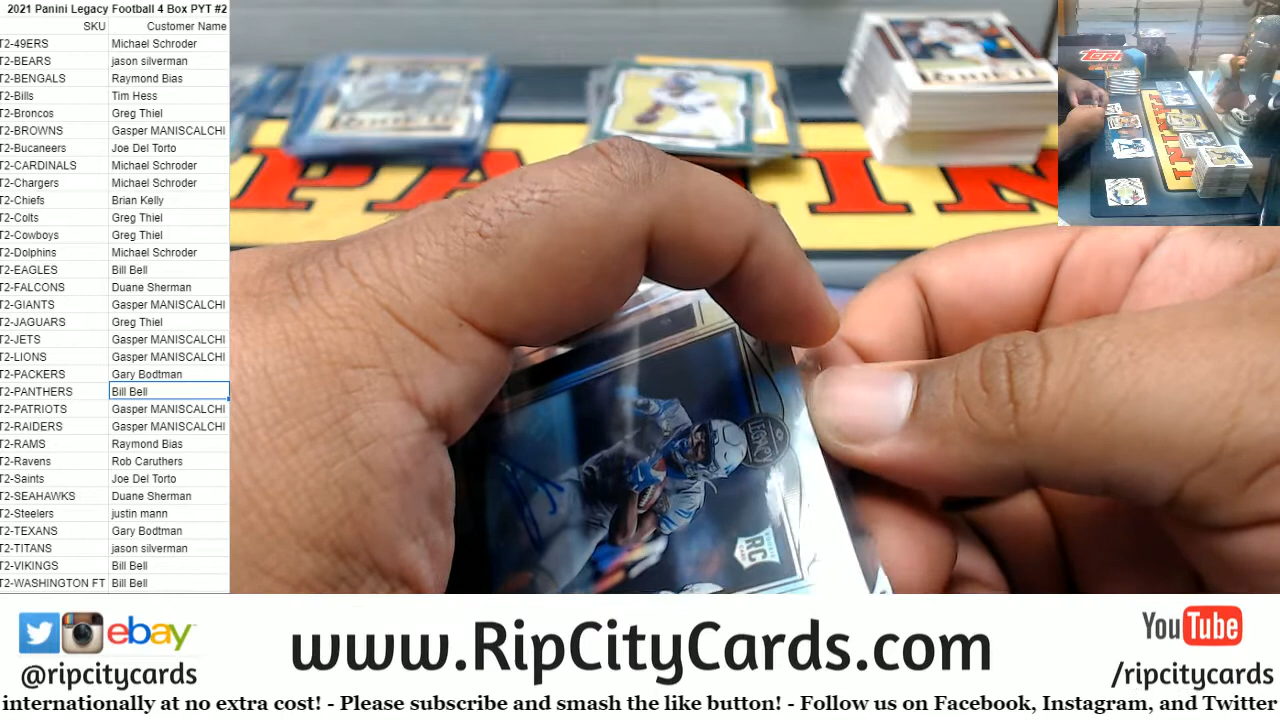 2021 Panini Legacy Football 4 Box PYT #2
SKU Customer Name
T2-49ERS Michael Schroder
T2-BEARS jason silverman
T2-BENGALS Raymond Bias
T2-Bills Tim Hess
T2-Broncos Greg Thiel
T2-BROWNS Gasper MANISCALCHI
T2-Bucaneers Joe Del Torto
T2-CARDINALS Michael Schroder
T2-Chargers Michael Schroder
T2-Chiefs Brian Kelly
T2-Colts Greg Thiel
T2-Cowboys Greg Thiel
T2-Dolphins Michael Schroder
T2-EAGLES Bill Bell
T2-FALCONS Duane Sherman
T2-GIANTS Gasper MANISCALCHI
T2-JAGUARS Greg Thiel
T2-JETS Gasper MANISCALCHI
T2-LIONS Gasper MANISCALCHI
T2-PACKERS Gary Bodtman
T2-PANTHERS Bill Bell
T2-PATRIOTS Gasper MANISCALCHI
T2-RAIDERS Gasper MANISCALCHI
T2-RAMS Raymond Bias
T2-Ravens Rob Caruthers
T2-Saints Joe Del Torto
T2-SEAHAWKS Duane Sherman
T2-Steelers justin mann
T2-TEXANS Gary Bodtman
T2-TITANS jason silverman
T2-VIKINGS Bill Bell
T2-WASHINGTON FT Bill Bell
PANINI
LEGACY
RC
Topps
PANINI
ebay
@ripcitycards
www.RipCityCards.com
YouTube
/ripcitycards
internationally at no extra cost! - Please subscribe and smash the like button! - Follow us on Facebook, Instagram, and Twitter